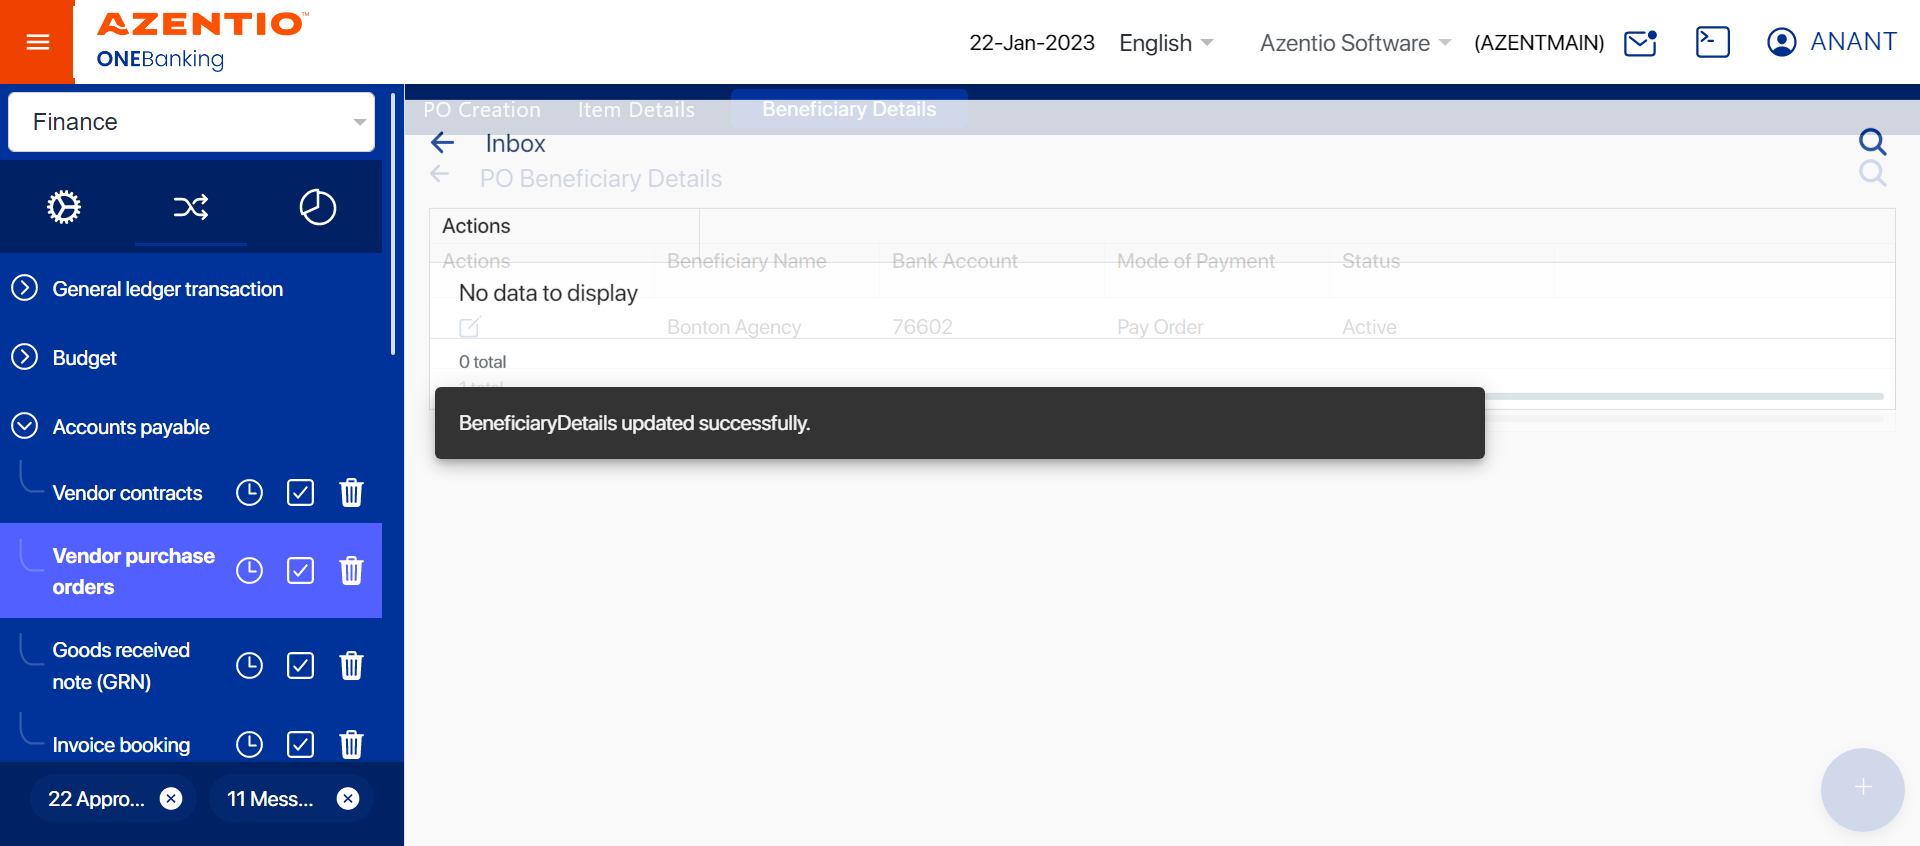 AZENTIO™
ONEBanking
22-Jan-2023
English
Azentio Software
(AZENTMAIN)
ANANT
Finance
General ledger transaction
Budget
Accounts payable
Vendor contracts
Vendor purchase
orders
Goods received
note (GRN)
Invoice booking
22 Appro...
11 Mess...
PO Creation
Item Details
Beneficiary Details
Inbox
PO Beneficiary Details
Actions
Actions
Beneficiary Name
Bank Account
Mode of Payment
Status
No data to display
Bonton Agency
76602
Pay Order
Active
0 total
1 total
BeneficiaryDetails updated successfully.